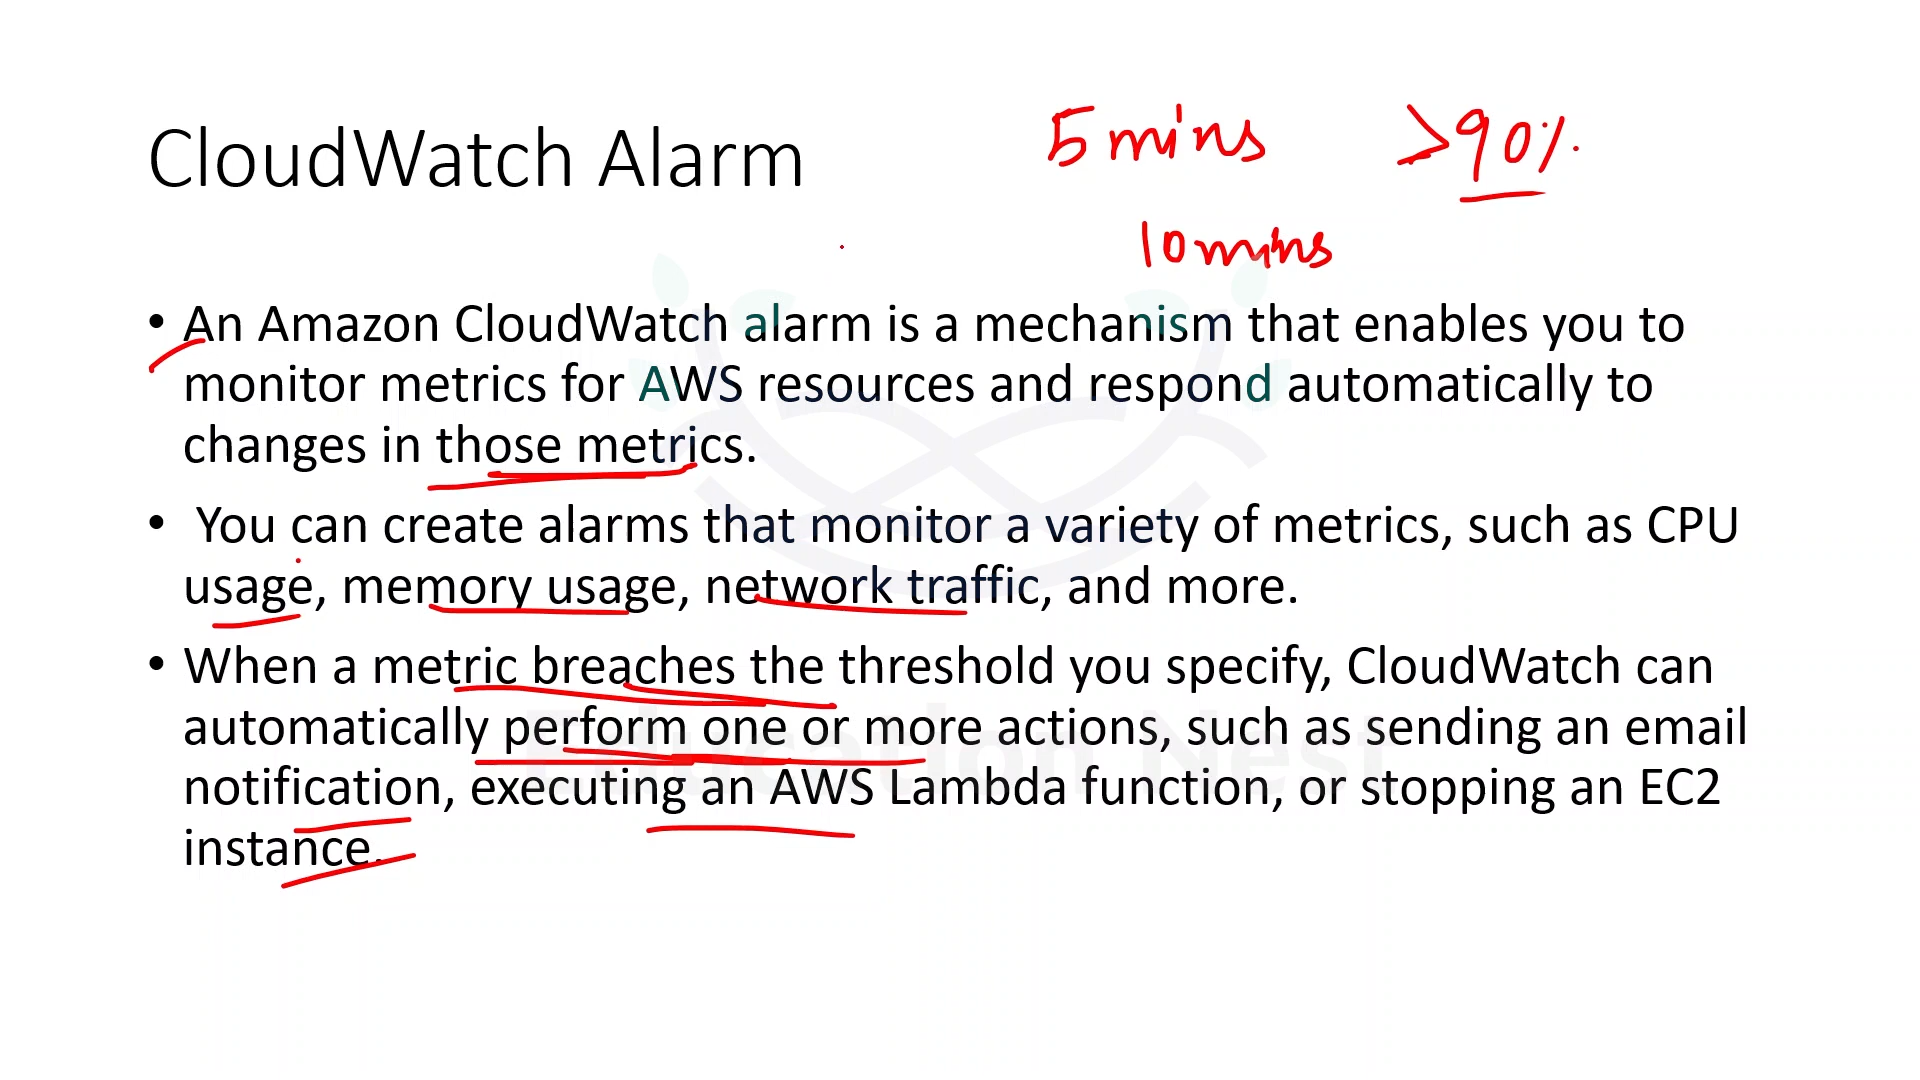 CloudWatch Alarm
5 mins >90%
10 mins
• An Amazon CloudWatch alarm is a mechanism that enables you to
monitor metrics for AWS resources and respond automatically to
changes in those metrics.
• You can create alarms that monitor a variety of metrics, such as CPU
usage, memory usage, network traffic, and more.
• When a metric breaches the threshold you specify, CloudWatch can
automatically perform one or more actions, such as sending an email
notification, executing an AWS Lambda function, or stopping an EC2
instance.
Education Nest